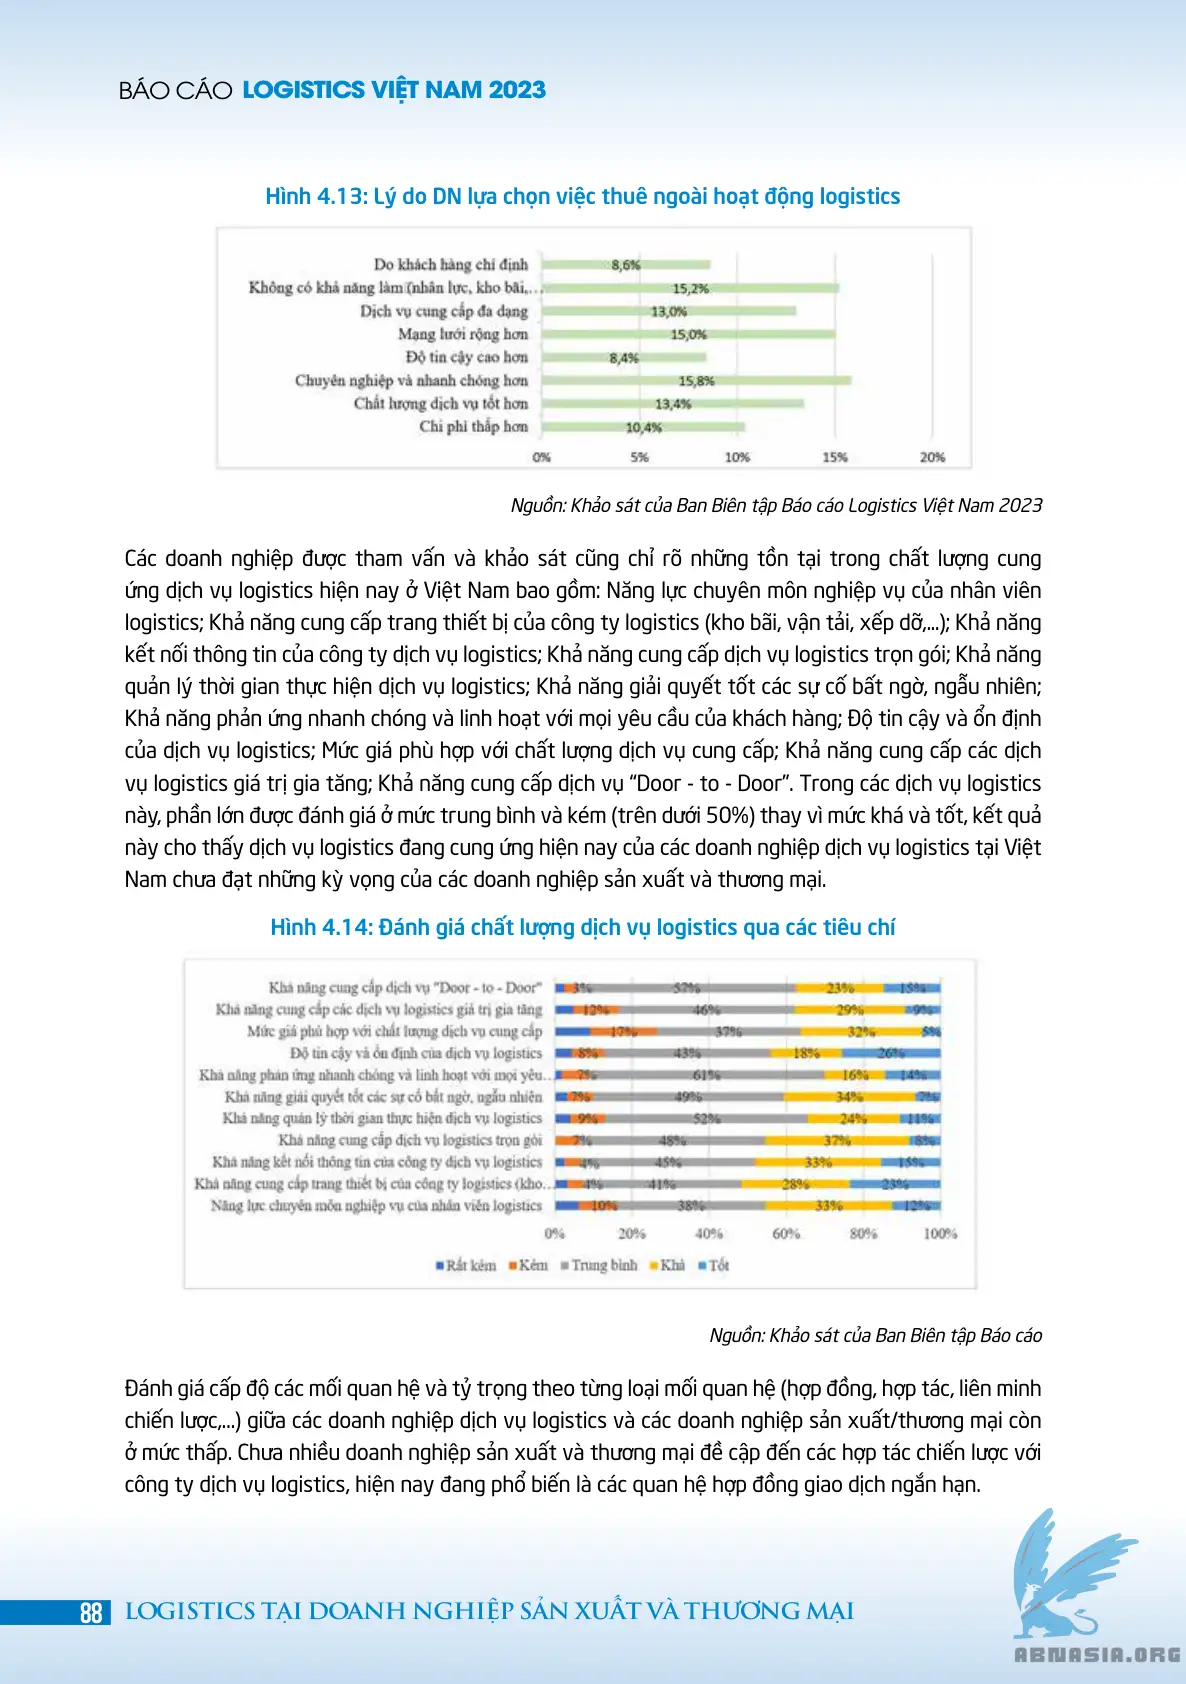 BÁO CÁO LOGISTICS VIỆT NAM 2023
Hình 4.13: Lý do DN lựa chọn việc thuê ngoài hoạt động logistics
Do khách hàng chỉ định 8,6%
Không có khả năng làm (nhân lực, kho bãi,… 15,2%
Dịch vụ cung cấp đa dạng 13,0%
Mạng lưới rộng hơn 15,0%
Độ tin cậy cao hơn 8,4%
Chuyên nghiệp và nhanh chóng hơn 15,8%
Chất lượng dịch vụ tốt hơn 13,4%
Chi phí thấp hơn 10,4%
0% 5% 10% 15% 20%
Nguồn: Khảo sát của Ban Biên tập Báo cáo Logistics Việt Nam 2023
Các doanh nghiệp được tham vấn và khảo sát cũng chỉ rõ những tồn tại trong chất lượng cung
ứng dịch vụ logistics hiện nay ở Việt Nam bao gồm: Năng lực chuyên môn nghiệp vụ của nhân viên
logistics; Khả năng cung cấp trang thiết bị của công ty logistics (kho bãi, vận tải, xếp dỡ,...); Khả năng
kết nối thông tin của công ty dịch vụ logistics; Khả năng cung cấp dịch vụ logistics trọn gói; Khả năng
quản lý thời gian thực hiện dịch vụ logistics; Khả năng giải quyết tốt các sự cố bất ngờ, ngẫu nhiên;
Khả năng phản ứng nhanh chóng và linh hoạt với mọi yêu cầu của khách hàng; Độ tin cậy và ổn định
của dịch vụ logistics; Mức giá phù hợp với chất lượng dịch vụ cung cấp; Khả năng cung cấp các dịch
vụ logistics giá trị gia tăng; Khả năng cung cấp dịch vụ “Door - to - Door”. Trong các dịch vụ logistics
này, phần lớn được đánh giá ở mức trung bình và kém (trên dưới 50%) thay vì mức khá và tốt, kết quả
này cho thấy dịch vụ logistics đang cung ứng hiện nay của các doanh nghiệp dịch vụ logistics tại Việt
Nam chưa đạt những kỳ vọng của các doanh nghiệp sản xuất và thương mại.
Hình 4.14: Đánh giá chất lượng dịch vụ logistics qua các tiêu chí
Khả năng cung cấp dịch vụ "Door - to - Door" 3% 57% 23% 15%
Khả năng cung cấp các dịch vụ logistics giá trị gia tăng 12% 46% 29% 9%
Mức giá phù hợp với chất lượng dịch vụ cung cấp 17% 37% 32% 5%
Độ tin cậy và ổn định của dịch vụ logistics 8% 43% 18% 26%
Khả năng phản ứng nhanh chóng và linh hoạt với mọi yêu… 7% 61% 16% 14%
Khả năng giải quyết tốt các sự cố bất ngờ, ngẫu nhiên 7% 49% 34% 7%
Khả năng quản lý thời gian thực hiện dịch vụ logistics 9% 52% 24% 11%
Khả năng cung cấp dịch vụ logistics trọn gói 7% 48% 37% 8%
Khả năng kết nối thông tin của công ty dịch vụ logistics 4% 45% 33% 15%
Khả năng cung cấp trang thiết bị của công ty logistics (kho… 4% 41% 28% 23%
Năng lực chuyên môn nghiệp vụ của nhân viên logistics 10% 38% 33% 12%
0% 20% 40% 60% 80% 100%
Rất kém Kém Trung bình Khá Tốt
Nguồn: Khảo sát của Ban Biên tập Báo cáo
Đánh giá cấp độ các mối quan hệ và tỷ trọng theo từng loại mối quan hệ (hợp đồng, hợp tác, liên minh
chiến lược,...) giữa các doanh nghiệp dịch vụ logistics và các doanh nghiệp sản xuất/thương mại còn
ở mức thấp. Chưa nhiều doanh nghiệp sản xuất và thương mại đề cập đến các hợp tác chiến lược với
công ty dịch vụ logistics, hiện nay đang phổ biến là các quan hệ hợp đồng giao dịch ngắn hạn.
88 LOGISTICS TẠI DOANH NGHIỆP SẢN XUẤT VÀ THƯƠNG MẠI
ABNASIA.ORG